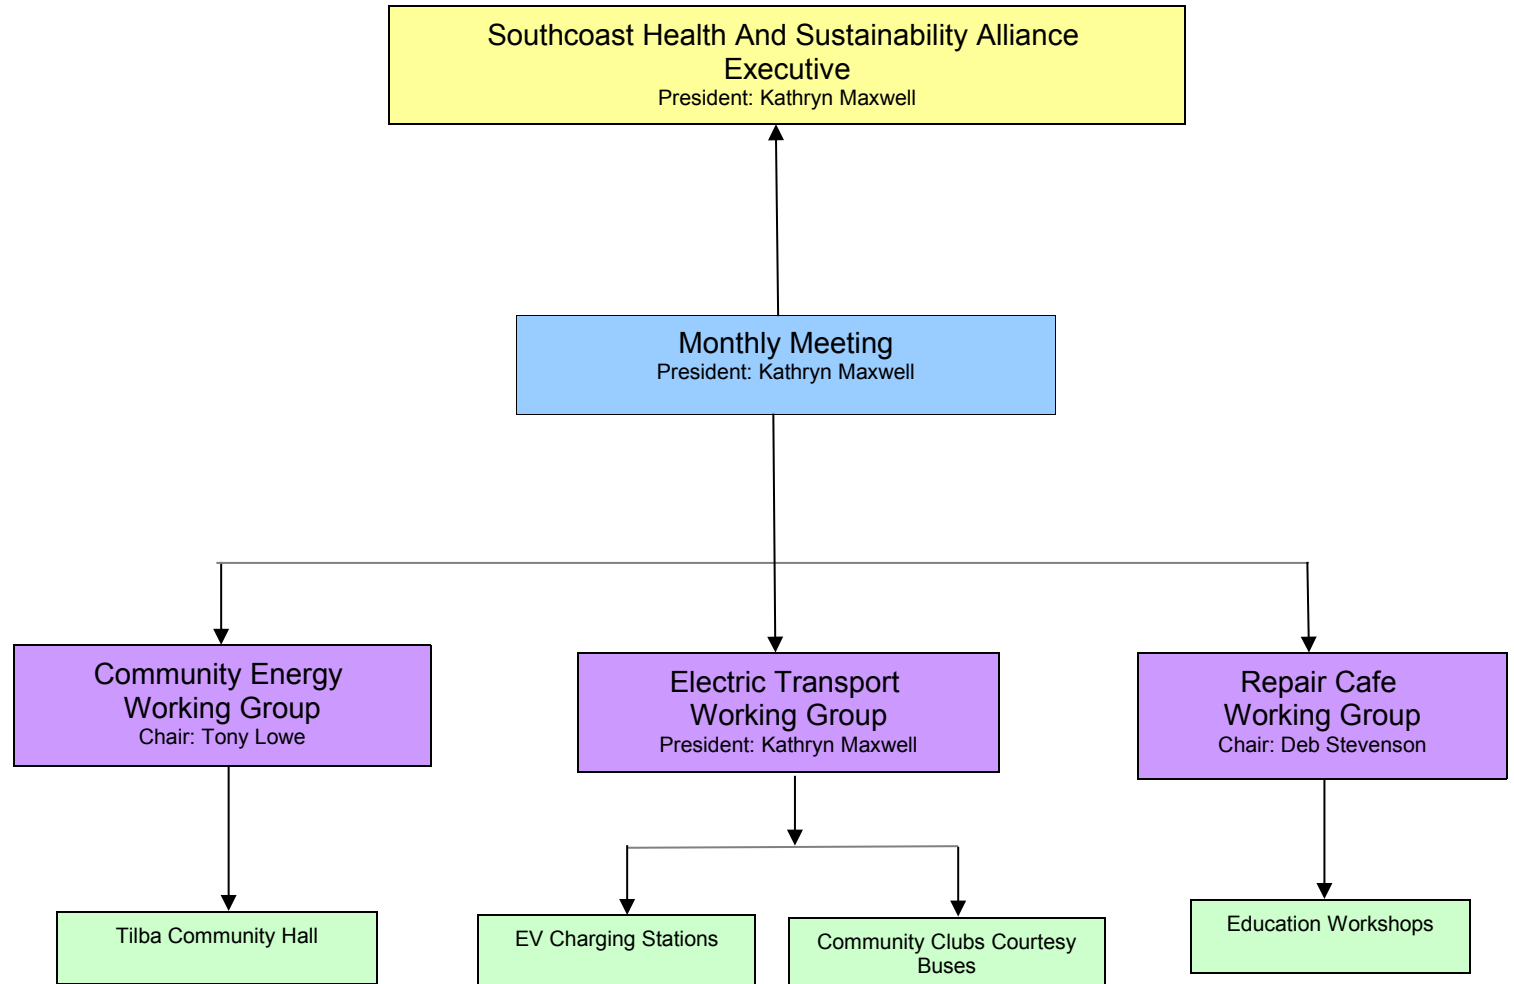 Southcoast Health And Sustainability Alliance
Executive
President: Kathryn Maxwell
Monthly Meeting
President: Kathryn Maxwell
Community Energy
Working Group
Chair: Tony Lowe
Electric Transport
Working Group
President: Kathryn Maxwell
Repair Cafe
Working Group
Chair: Deb Stevenson
Tilba Community Hall
EV Charging Stations
Community Clubs Courtesy
Buses
Education Workshops